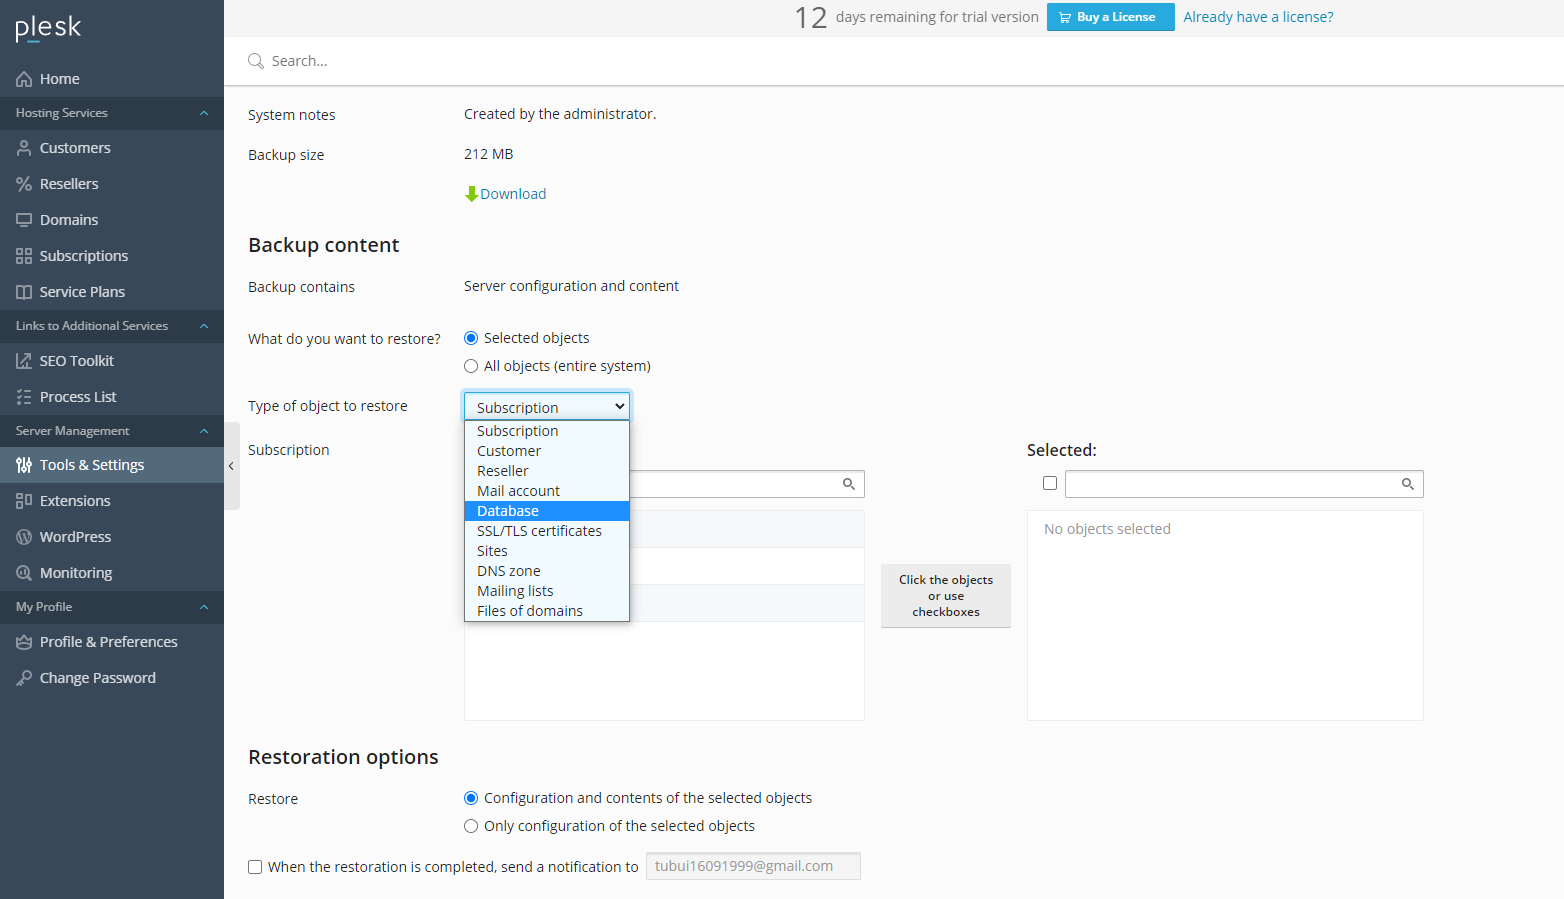 plesk
12 days remaining for trial version Buy a License Already have a license?
Search...
Home
Hosting Services
Customers
Resellers
Domains
Subscriptions
Service Plans
Links to Additional Services
SEO Toolkit
Process List
Server Management
Tools & Settings
Extensions
WordPress
Monitoring
My Profile
Profile & Preferences
Change Password
System notes Created by the administrator.
Backup size 212 MB
Download
Backup content
Backup contains Server configuration and content
What do you want to restore? Selected objects
All objects (entire system)
Type of object to restore Subscription
Subscription
Customer
Reseller
Mail account
Database
SSL/TLS certificates
Sites
DNS zone
Mailing lists
Files of domains
Subscription
Click the objects
or use
checkboxes
Selected:
No objects selected
Restoration options
Restore Configuration and contents of the selected objects
Only configuration of the selected objects
When the restoration is completed, send a notification to tubui16091999@gmail.com